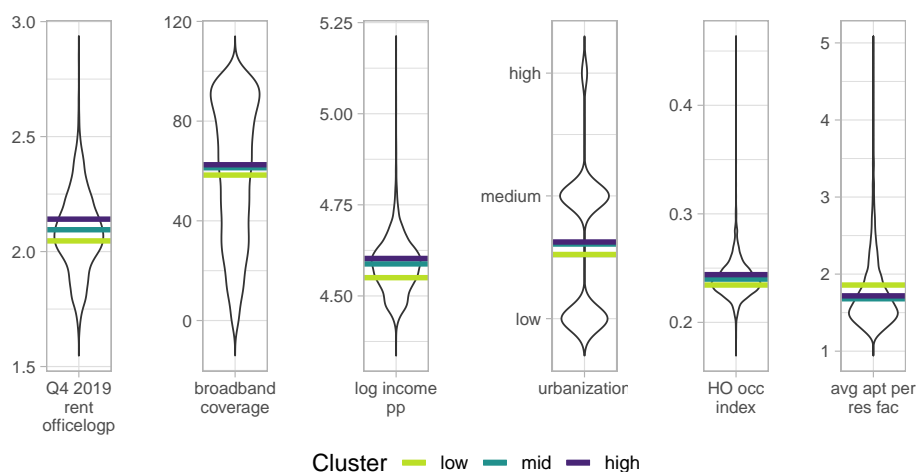 3.0
2.5
2.0
1.5
Q4 2019
rent
officelogp
120
80
40
0
broadband
coverage
5.25
5.00
4.75
4.50
log income
pp
high
medium
low
urbanization
0.4
0.3
0.2
HO occ
index
5
4
3
2
1
avg apt per
res fac
Cluster low mid high